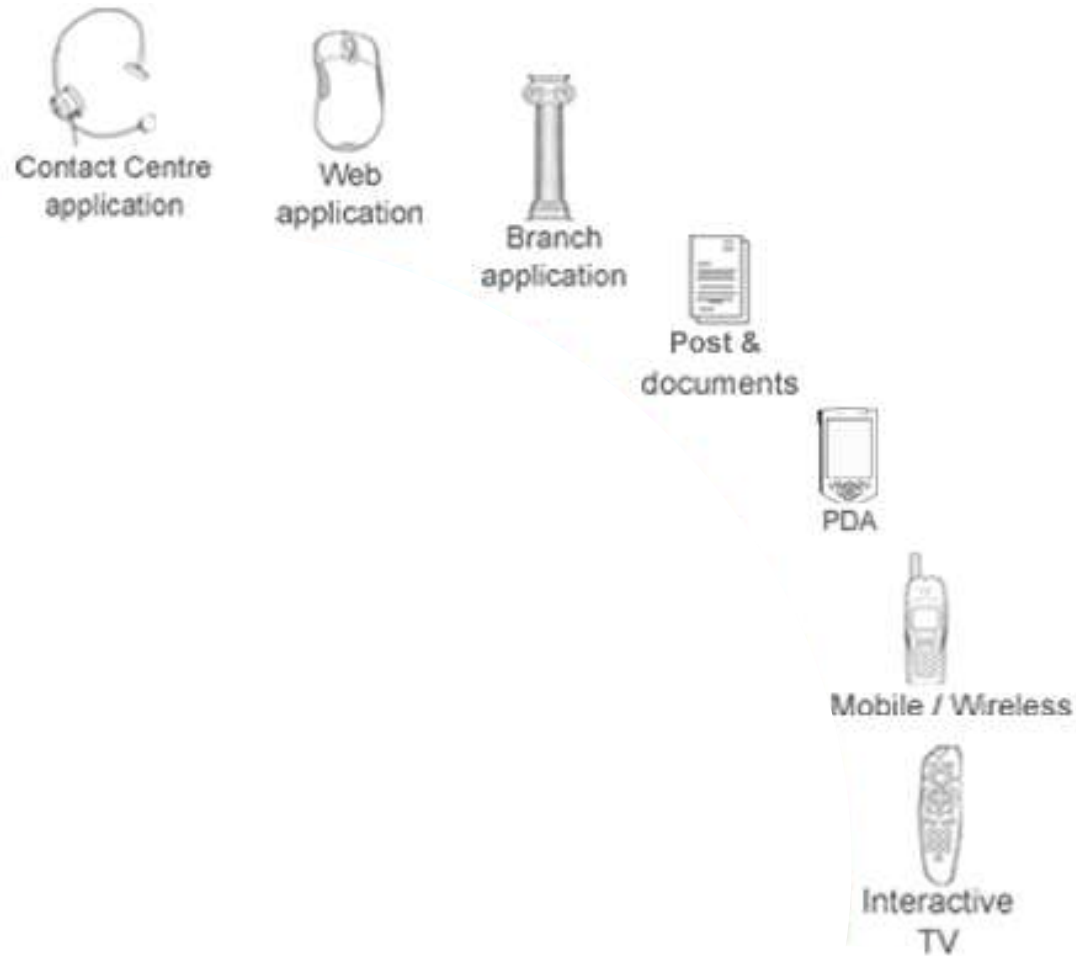 Contact Centre
application
Web
application
Branch
application
Post &
documents
PDA
Mobile / Wireless
Interactive
TV